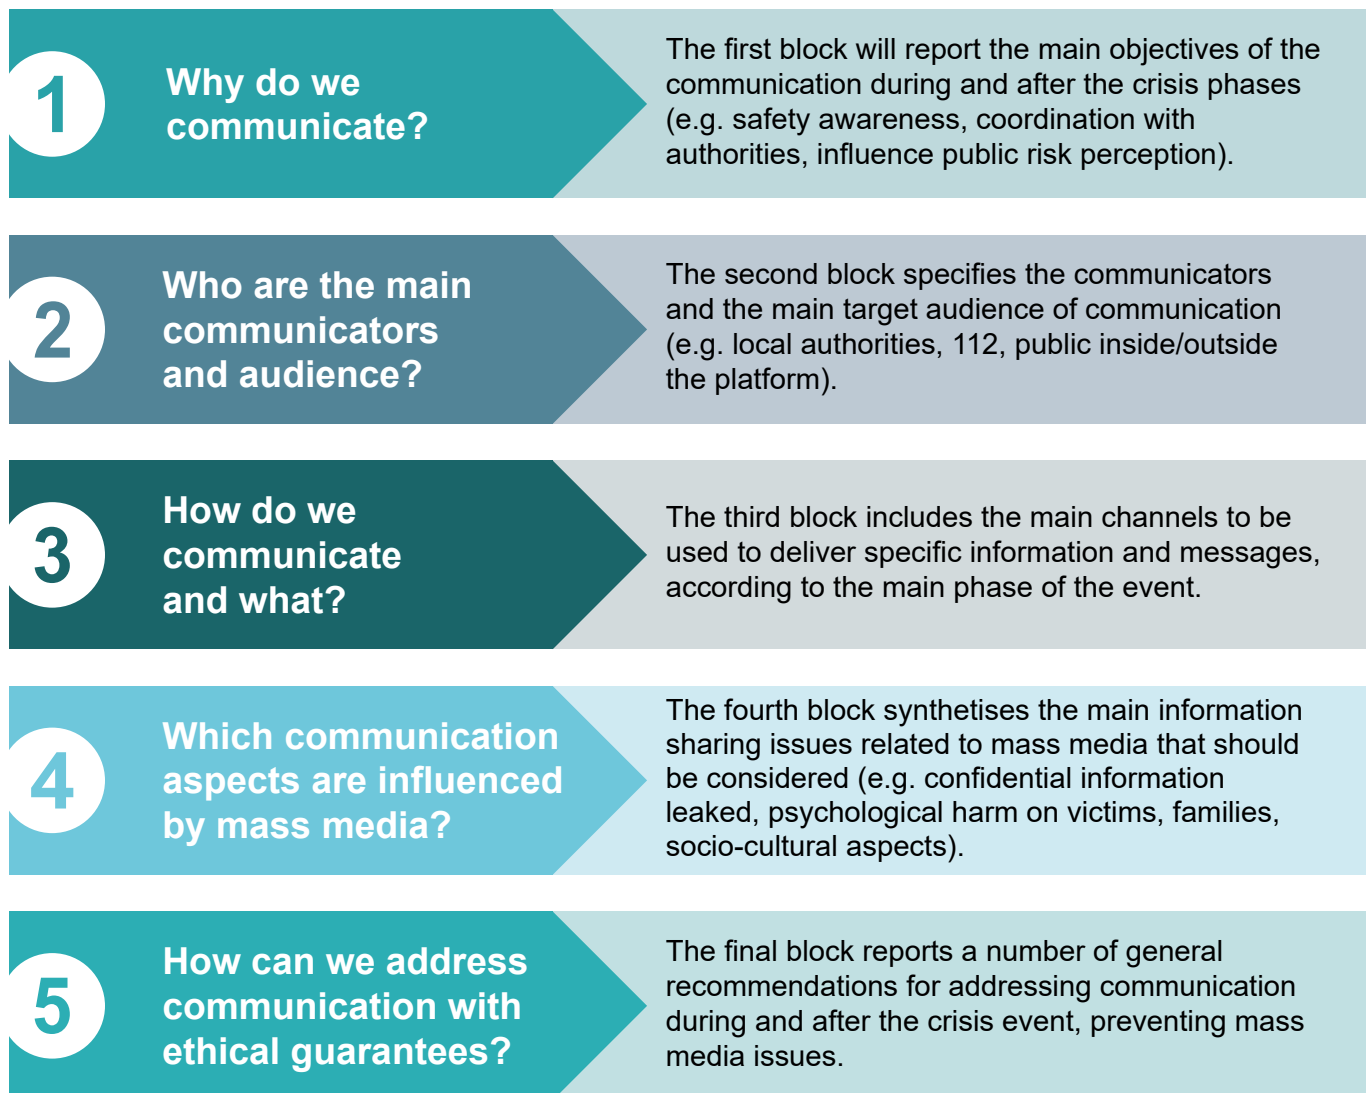 1
Why do we
communicate?
The first block will report the main objectives of the
communication during and after the crisis phases
(e.g. safety awareness, coordination with
authorities, influence public risk perception).
2
Who are the main
communicators
and audience?
The second block specifies the communicators
and the main target audience of communication
(e.g. local authorities, 112, public inside/outside
the platform).
3
How do we
communicate
and what?
The third block includes the main channels to be
used to deliver specific information and messages,
according to the main phase of the event.
4
Which communication
aspects are influenced
by mass media?
The fourth block synthetises the main information
sharing issues related to mass media that should
be considered (e.g. confidential information
leaked, psychological harm on victims, families,
socio-cultural aspects).
5
How can we address
communication with
ethical guarantees?
The final block reports a number of general
recommendations for addressing communication
during and after the crisis event, preventing mass
media issues.